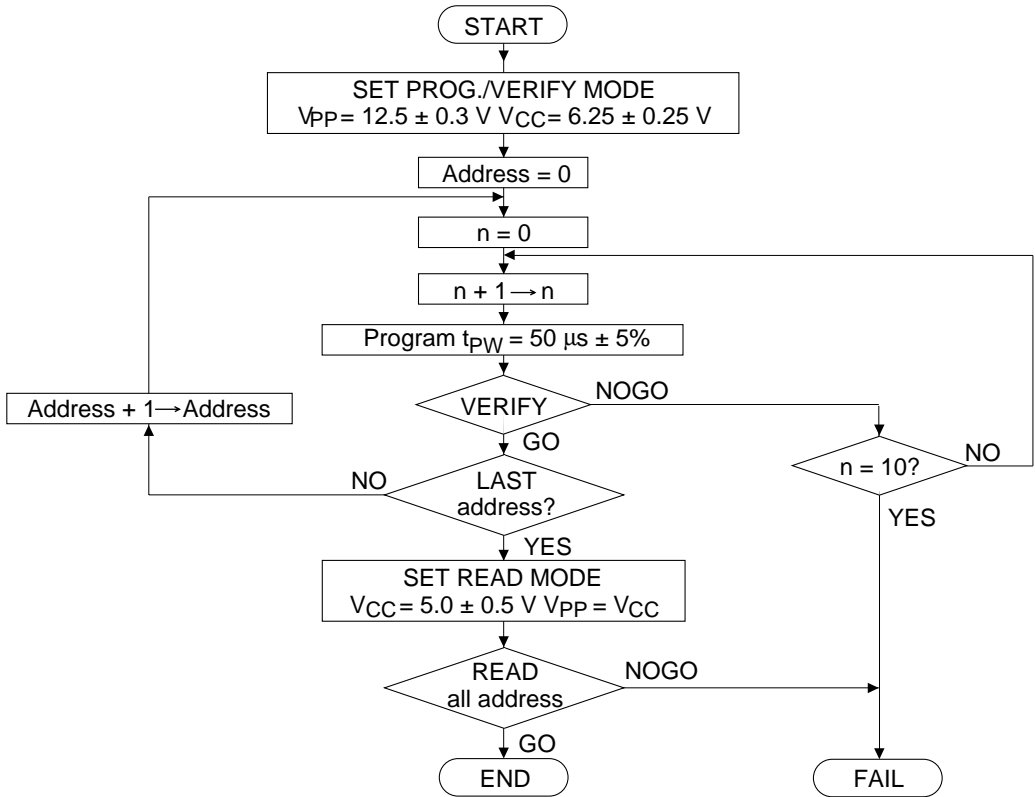 START
SET PROG./VERIFY MODE
VPP = 12.5 ± 0.3 V VCC = 6.25 ± 0.25 V
Address = 0
n = 0
n + 1 → n
Program tPW = 50 μs ± 5%
Address + 1 → Address
VERIFY
NOGO
GO
n = 10?
NO
YES
NO
LAST
address?
YES
SET READ MODE
VCC = 5.0 ± 0.5 V VPP = VCC
READ
all address
NOGO
GO
END
FAIL